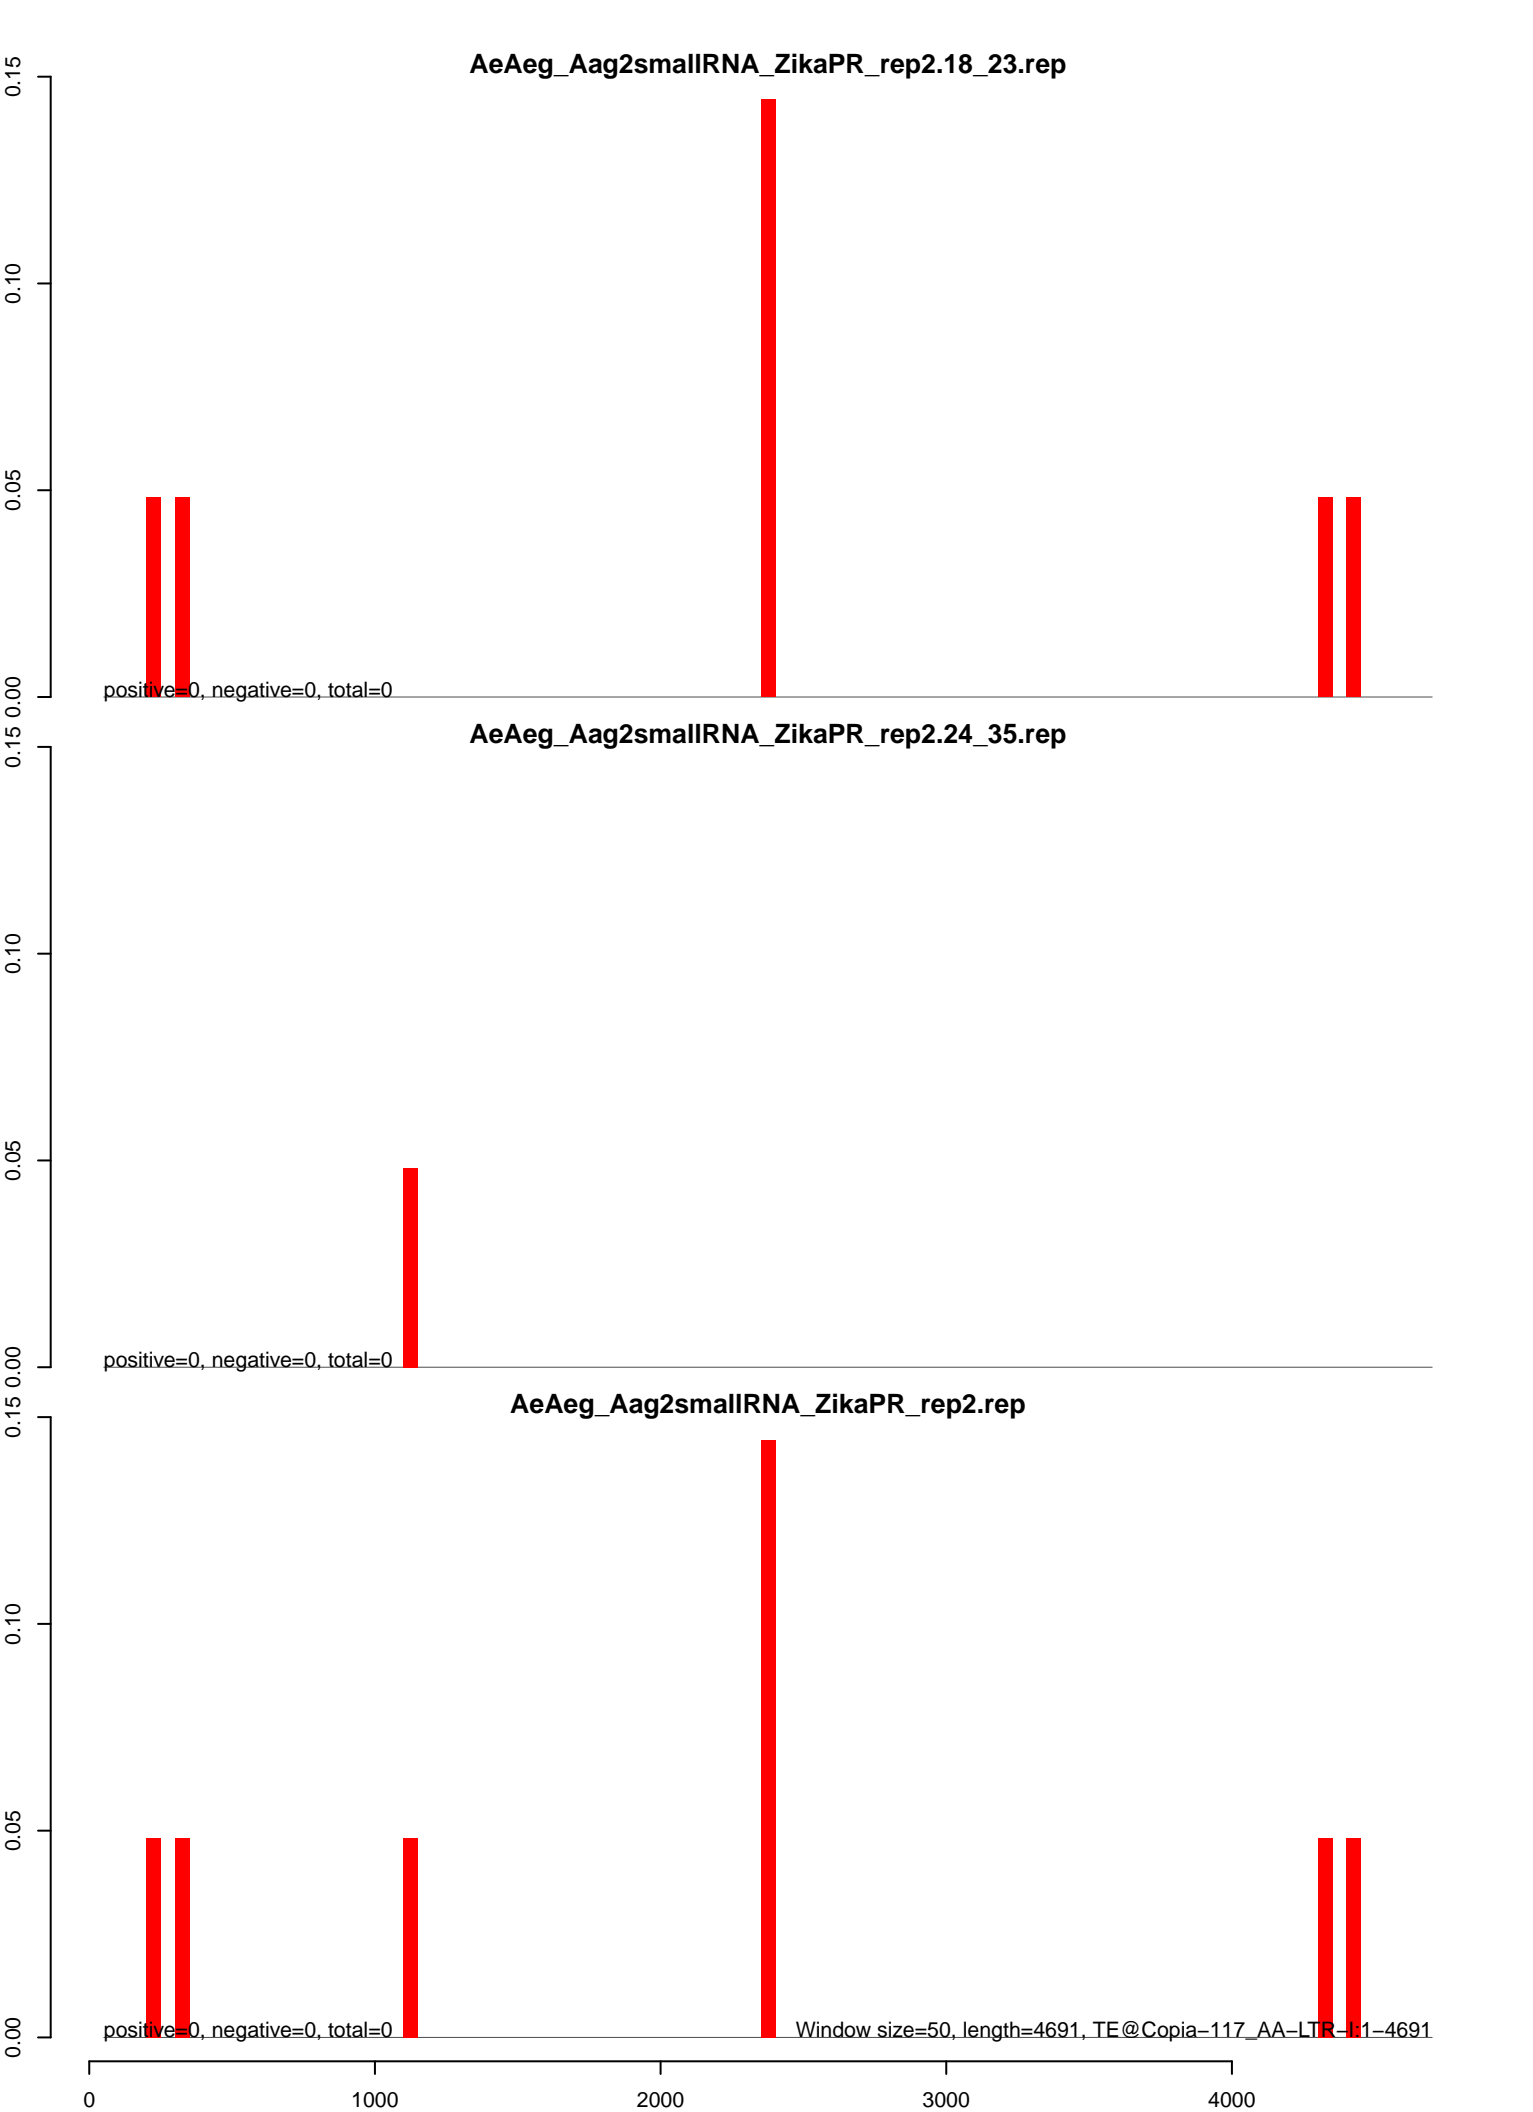 AeAeg_Aag2smallRNA_ZikaPR_rep2.18_23.rep
0.15
0.10
0.05
0.00
positive=0, negative=0, total=0
AeAeg_Aag2smallRNA_ZikaPR_rep2.24_35.rep
0.15
0.10
0.05
0.00
positive=0, negative=0, total=0
AeAeg_Aag2smallRNA_ZikaPR_rep2.rep
0.15
0.10
0.05
0.00
positive=0, negative=0, total=0
Window size=50, length=4691, TE@Copia−117_AA−LTR−I:1−4691
0 1000 2000 3000 4000